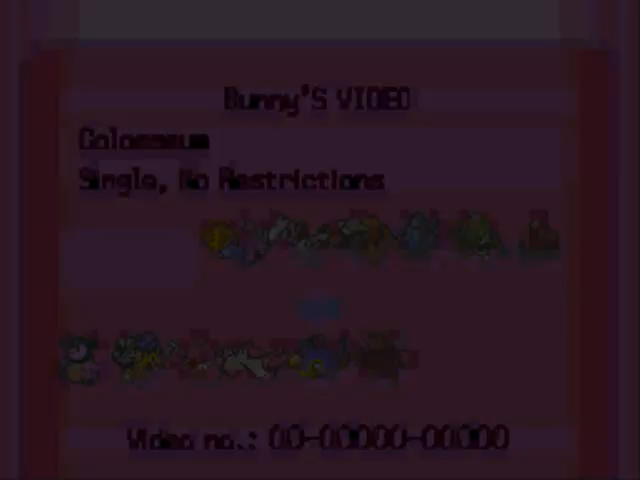 Bunny'S VIDEO
Colosseum
Single, No Restrictions
Video no.: 00-00000-00000